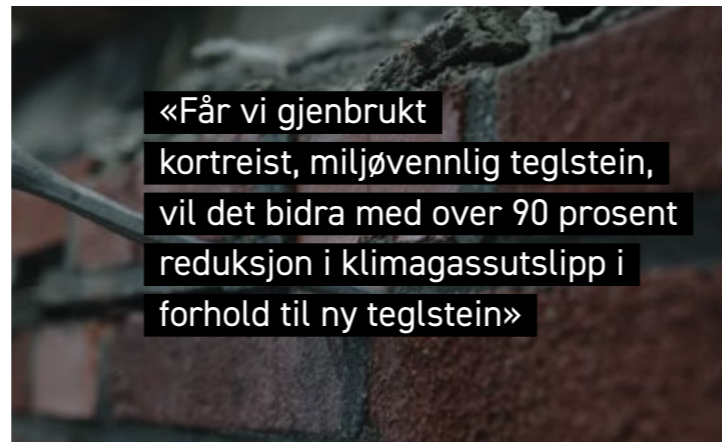 «Får vi gjenbrukt
kortreist, miljøvennlig teglstein,
vil det bidra med over 90 prosent
reduksjon i klimagassutslipp i
forhold til ny teglstein»